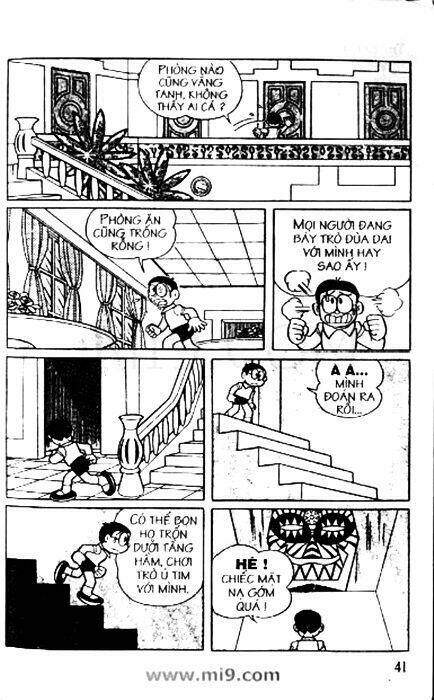 PHÒNG NÀO
CŨNG VẮNG
TANH, KHÔNG
THẤY AI CẢ ?
PHÒNG ĂN
CŨNG TRỐNG
RỖNG !
MỌI NGƯỜI ĐANG
BÀY TRÒ ĐÙA DAI
VỚI MÌNH HAY
SAO ẤY !
A A...
MÌNH
ĐOÁN RA
RỒI...
CÓ THỂ BỌN
HỌ TRỐN
DƯỚI TẦNG
HẦM, CHƠI
TRÒ Ú TIM
VỚI MÌNH.
HÊ !
CHIẾC MẶT
NẠ GỚM
QUÁ !
41
www.mi9.com